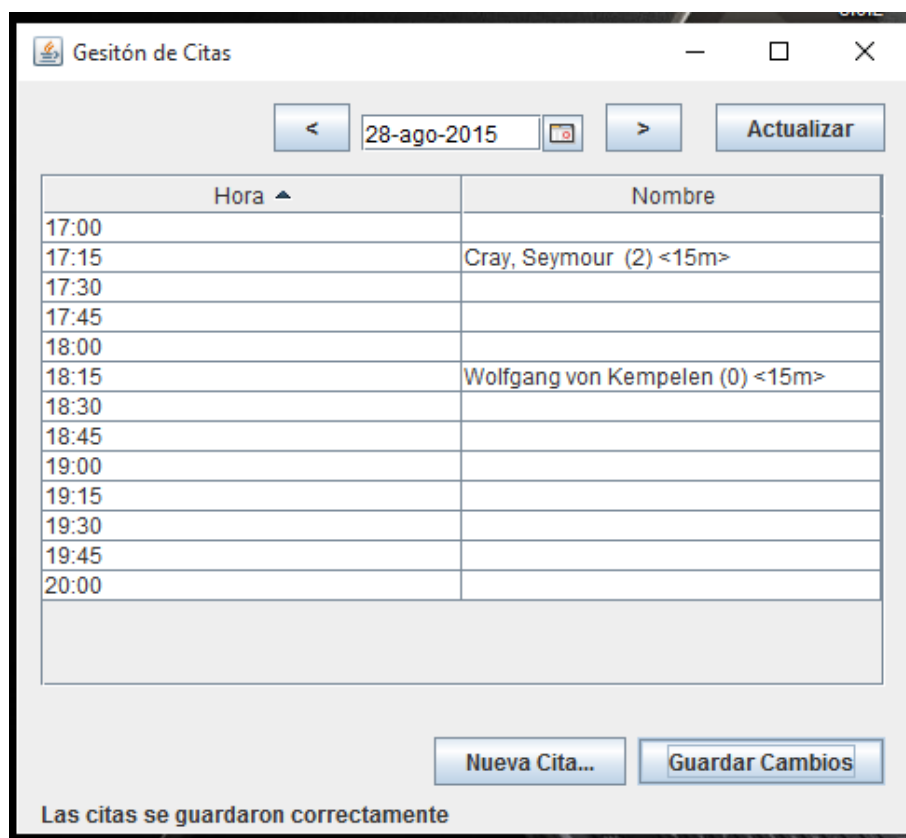 Gesitón de Citas
< 28-ago-2015 > Actualizar
Hora Nombre
17:00
17:15 Cray, Seymour (2) <15m>
17:30
17:45
18:00
18:15 Wolfgang von Kempelen (0) <15m>
18:30
18:45
19:00
19:15
19:30
19:45
20:00
Nueva Cita... Guardar Cambios
Las citas se guardaron correctamente